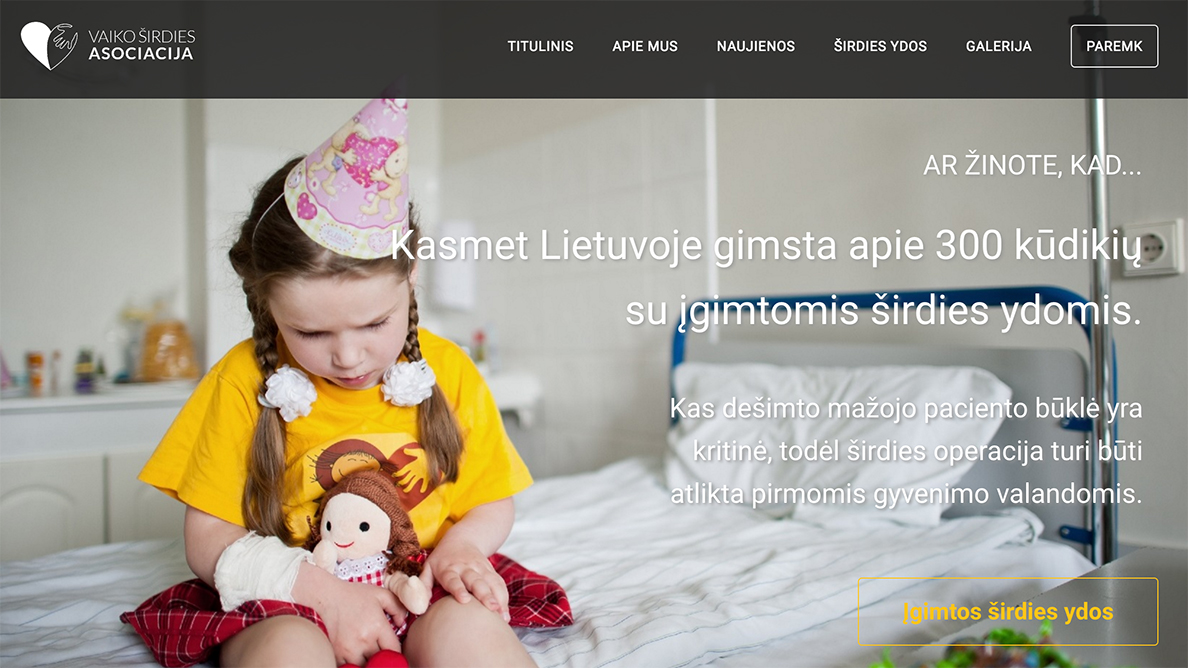 VAIKO ŠIRDIES
ASOCIACIJA
TITULINIS
APIE MUS
NAUJIENOS
ŠIRDIES YDOS
GALERIJA
PAREMK
AR ŽINOTE, KAD...
Kasmet Lietuvoje gimsta apie 300 kūdikių
su įgimtomis širdies ydomis.
Kas dešimto mažojo paciento būklė yra
kritinė, todėl širdies operacija turi būti
atlikta pirmomis gyvenimo valandomis.
Įgimtos širdies ydos